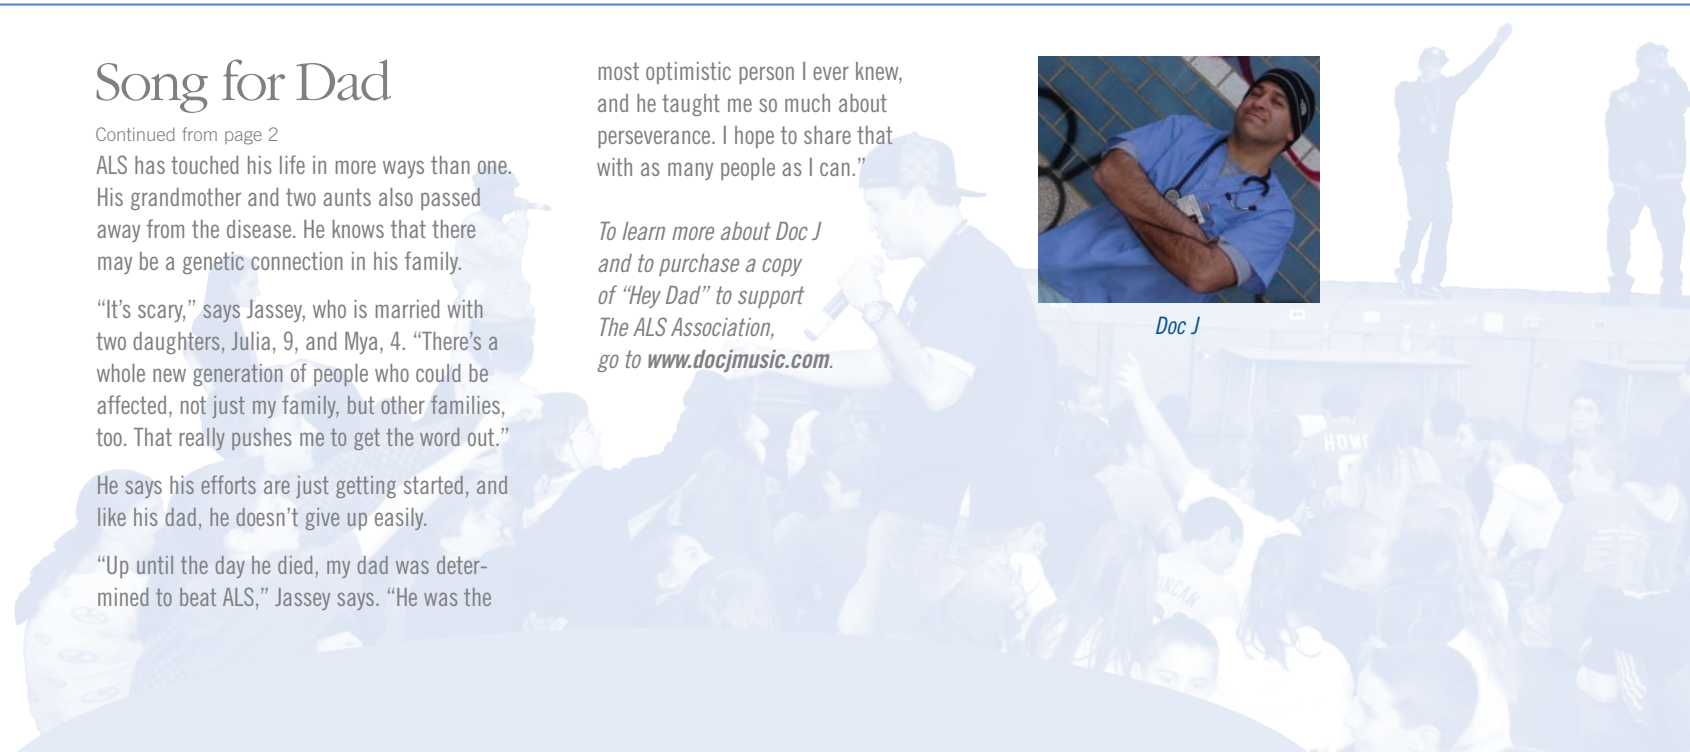 Song for Dad
Continued from page 2
ALS has touched his life in more ways than one.
His grandmother and two aunts also passed
away from the disease. He knows that there
may be a genetic connection in his family.
“It’s scary,” says Jassey, who is married with
two daughters, Julia, 9, and Mya, 4. “There’s a
whole new generation of people who could be
affected, not just my family, but other families,
too. That really pushes me to get the word out.”
He says his efforts are just getting started, and
like his dad, he doesn’t give up easily.
“Up until the day he died, my dad was deter-
mined to beat ALS,” Jassey says. “He was the
most optimistic person I ever knew,
and he taught me so much about
perseverance. I hope to share that
with as many people as I can.”
To learn more about Doc J
and to purchase a copy
of “Hey Dad” to support
The ALS Association,
go to www.docjmusic.com.
Doc J